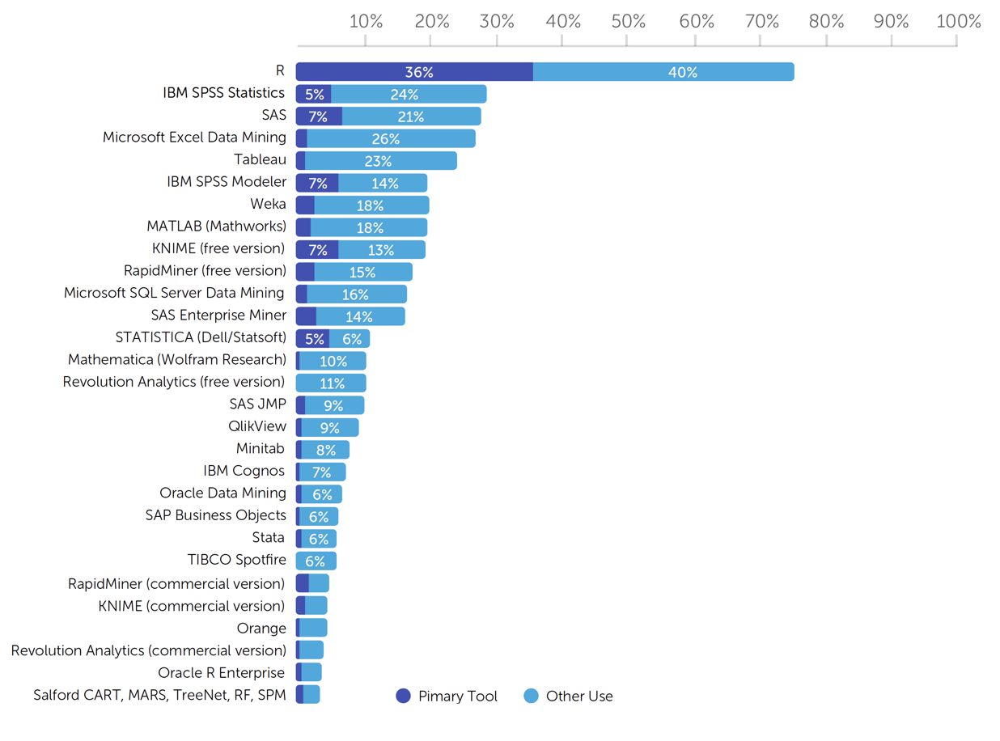 10% 20% 30% 40% 50% 60% 70% 80% 90% 100%
R 36% 40%
IBM SPSS Statistics 5% 24%
SAS 7% 21%
Microsoft Excel Data Mining 26%
Tableau 23%
IBM SPSS Modeler 7% 14%
Weka 18%
MATLAB (Mathworks) 18%
KNIME (free version) 7% 13%
RapidMiner (free version) 15%
Microsoft SQL Server Data Mining 16%
SAS Enterprise Miner 14%
STATISTICA (Dell/Statsoft) 5% 6%
Mathematica (Wolfram Research) 10%
Revolution Analytics (free version) 11%
SAS JMP 9%
QlikView 9%
Minitab 8%
IBM Cognos 7%
Oracle Data Mining 6%
SAP Business Objects 6%
Stata 6%
TIBCO Spotfire 6%
RapidMiner (commercial version)
KNIME (commercial version)
Orange
Revolution Analytics (commercial version)
Oracle R Enterprise
Salford CART, MARS, TreeNet, RF, SPM
Pimary Tool Other Use